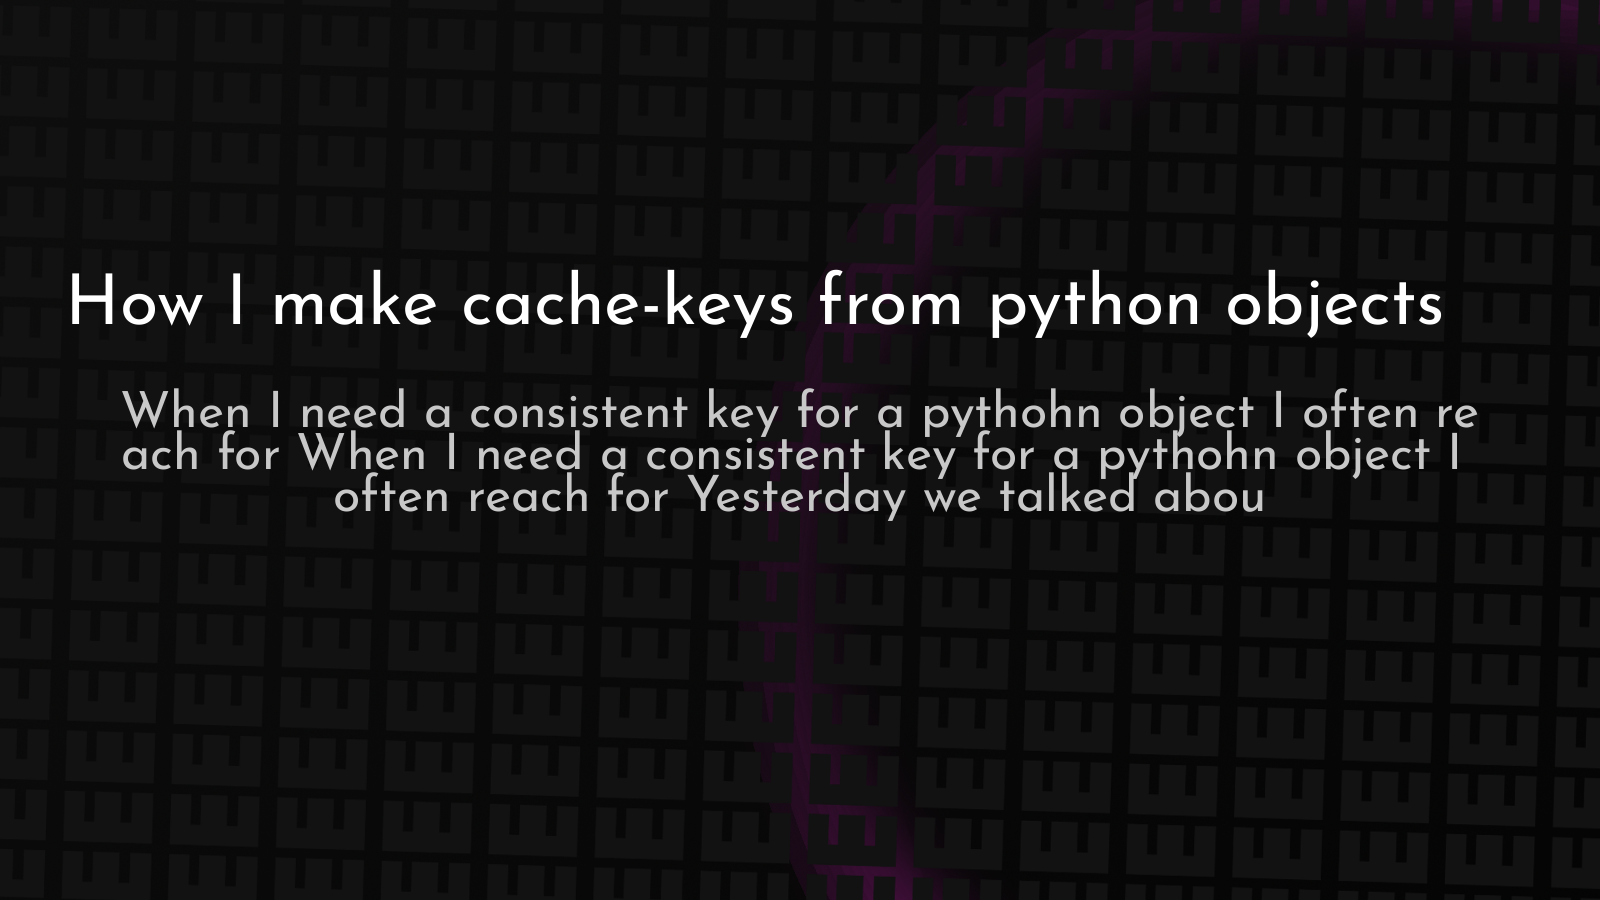 How I make cache-keys from python objects
When I need a consistent key for a pythohn object I often re
ach for When I need a consistent key for a pythohn object I
often reach for Yesterday we talked abou